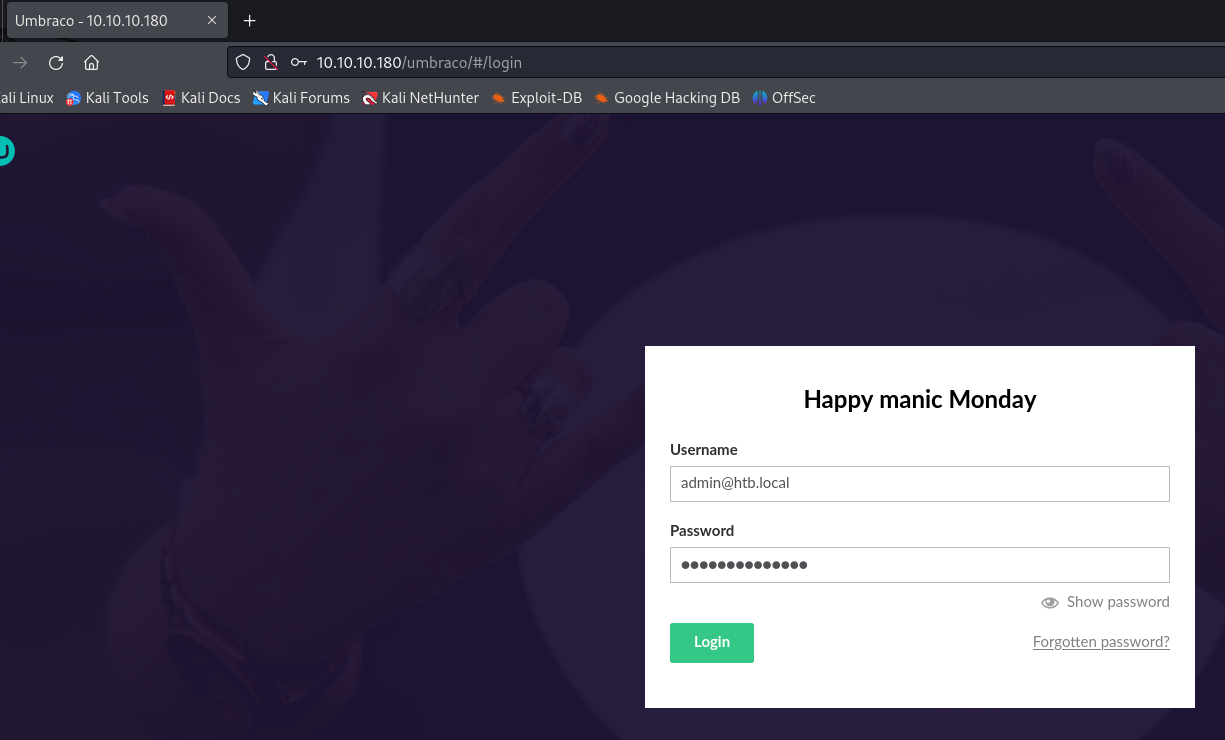 Umbraco - 10.10.10.180
10.10.10.180/umbraco/#/login
ali Linux Kali Tools Kali Docs Kali Forums Kali NetHunter Exploit-DB Google Hacking DB OffSec
Happy manic Monday
Username
admin@htb.local
Password
●●●●●●●●●●●●●●
Show password
Login Forgotten password?